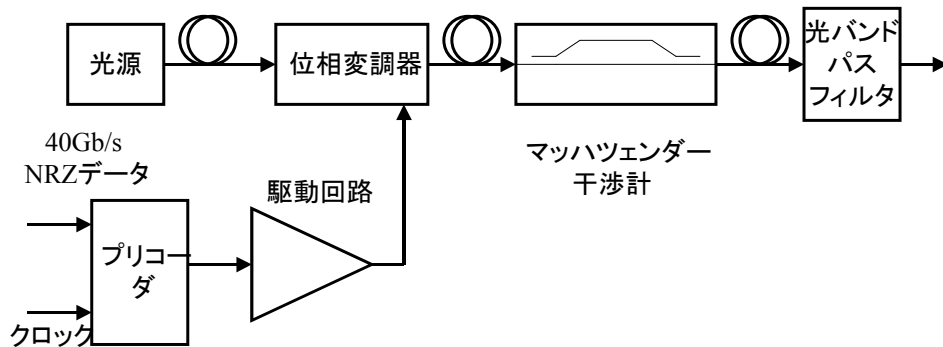 光源
位相変調器
光バンド
パス
フィルタ
マッハツェンダー
干渉計
40Gb/s
NRZデータ
駆動回路
プリコー
ダ
クロック